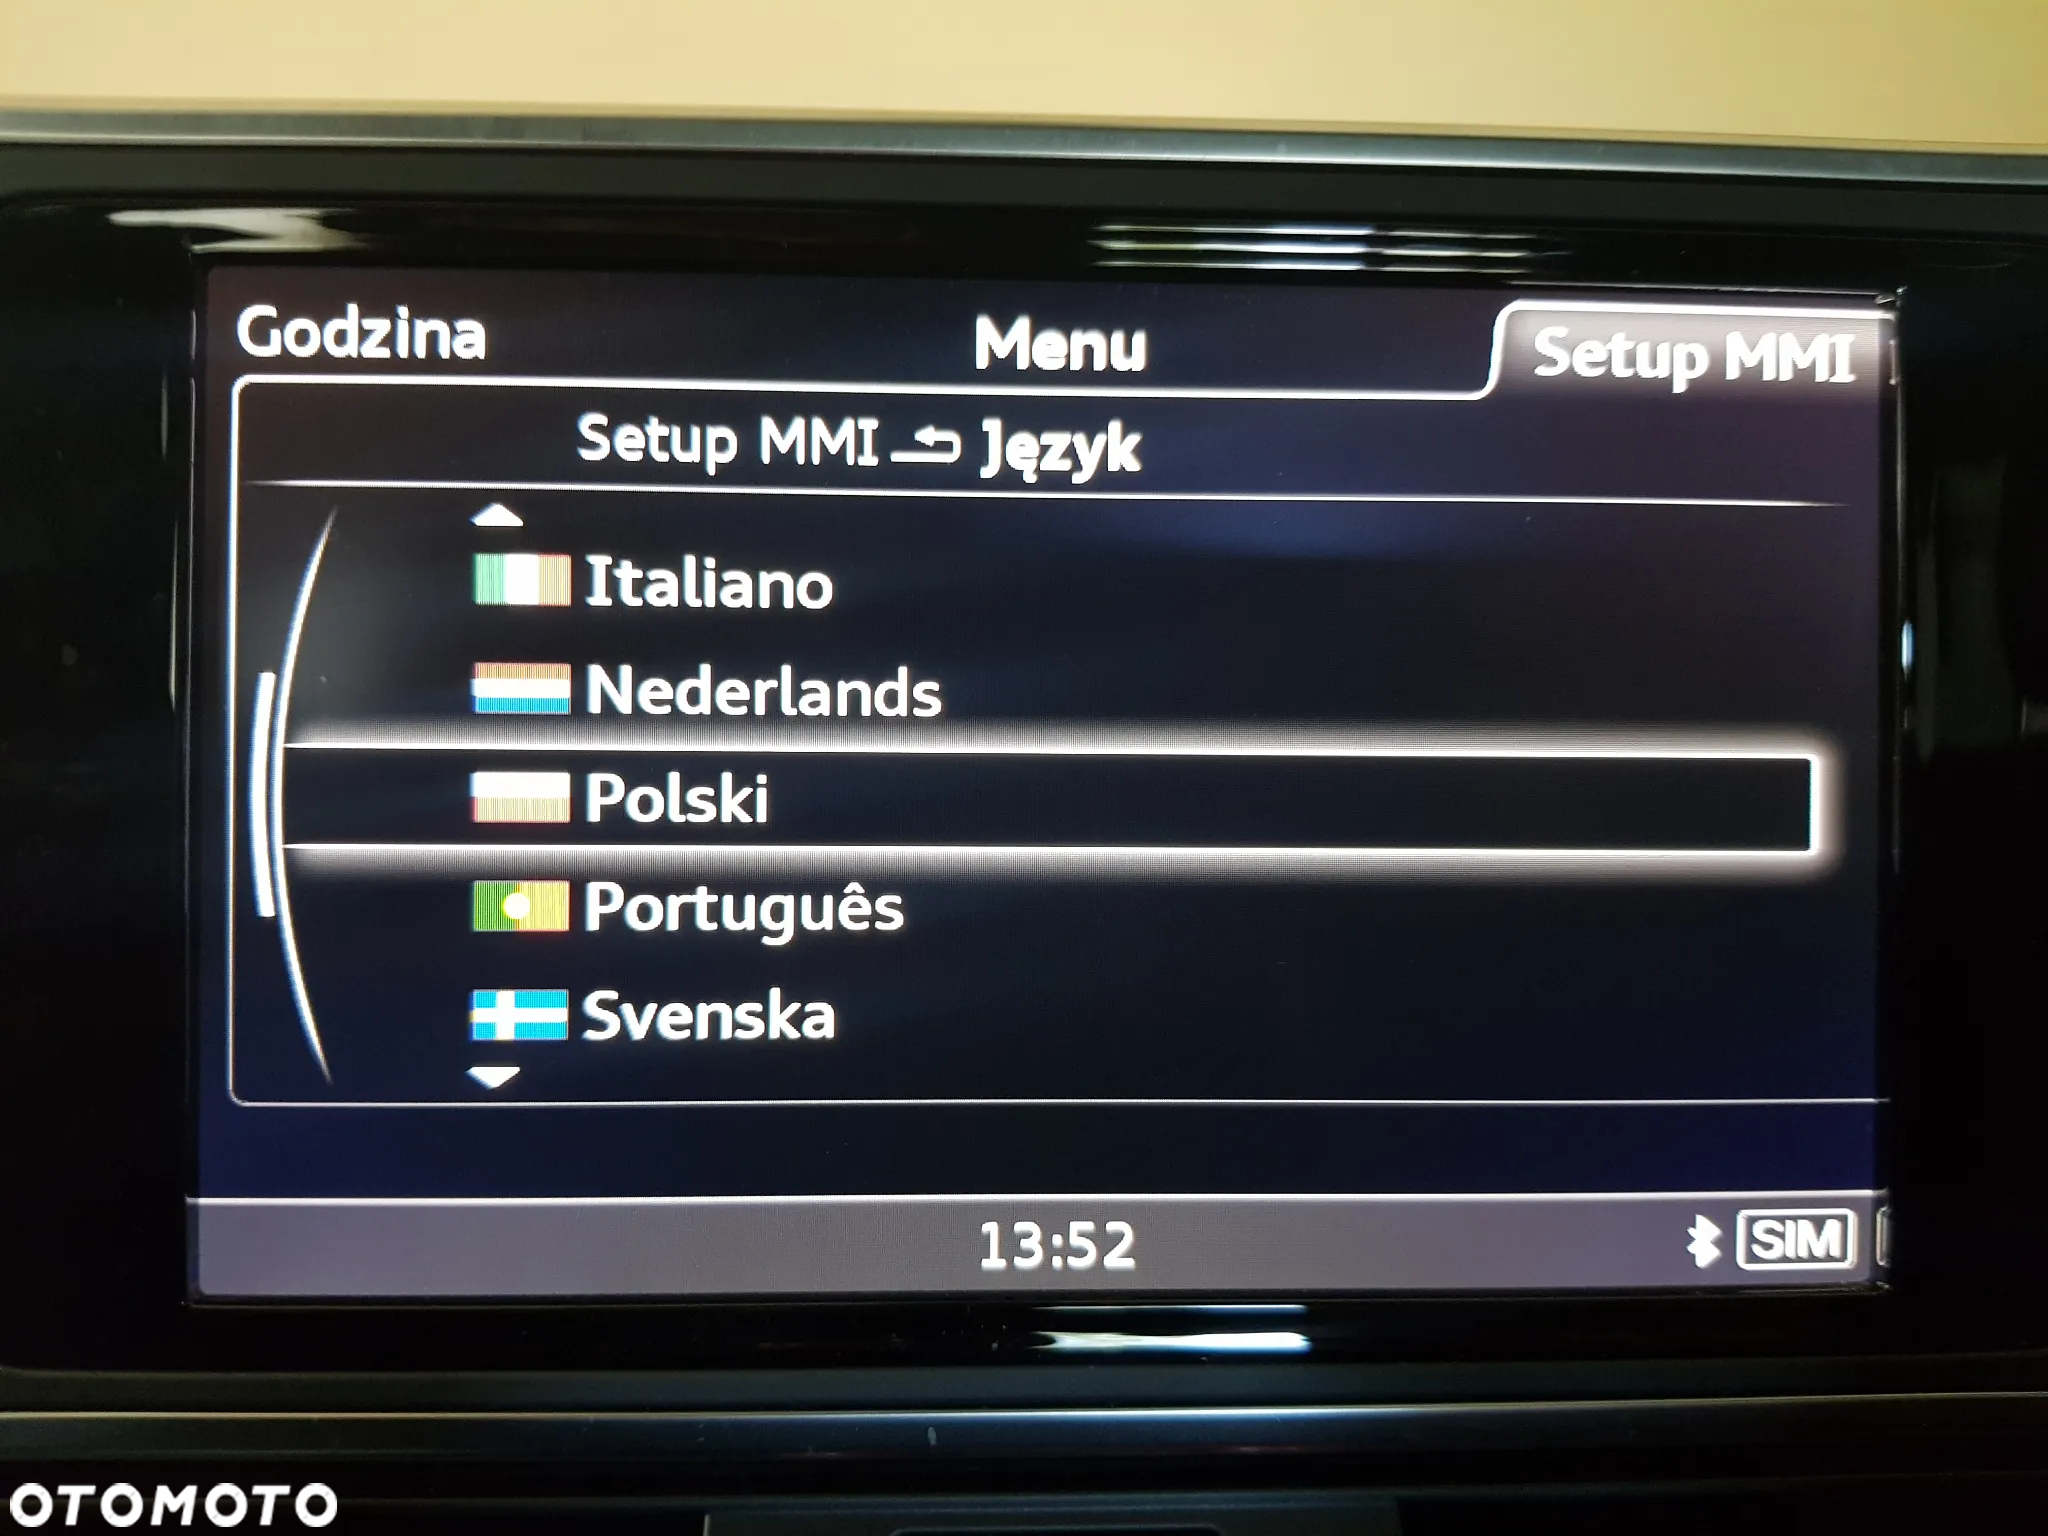 Godzina Menu Setup MMI
Setup MMI Język
Italiano
Nederlands
Polski
Português
Svenska
13:52 SIM
OTOMOTO